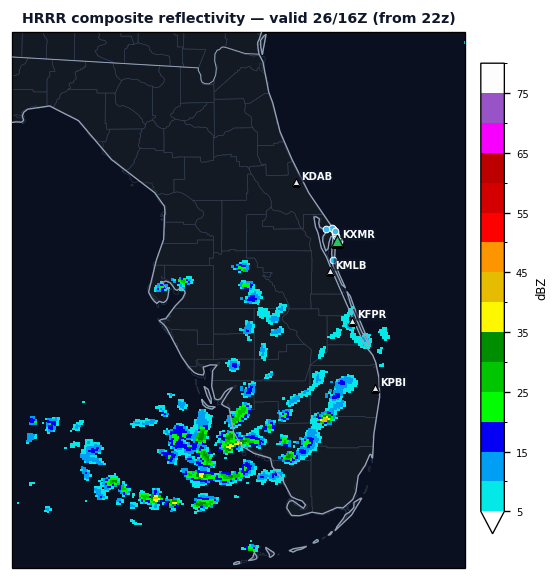 HRRR composite reflectivity — valid 26/16Z (from 22z)
KDAB
KXMR
KMLB
KFPR
KPBI
75
65
55
45
35
25
15
5
dBZ